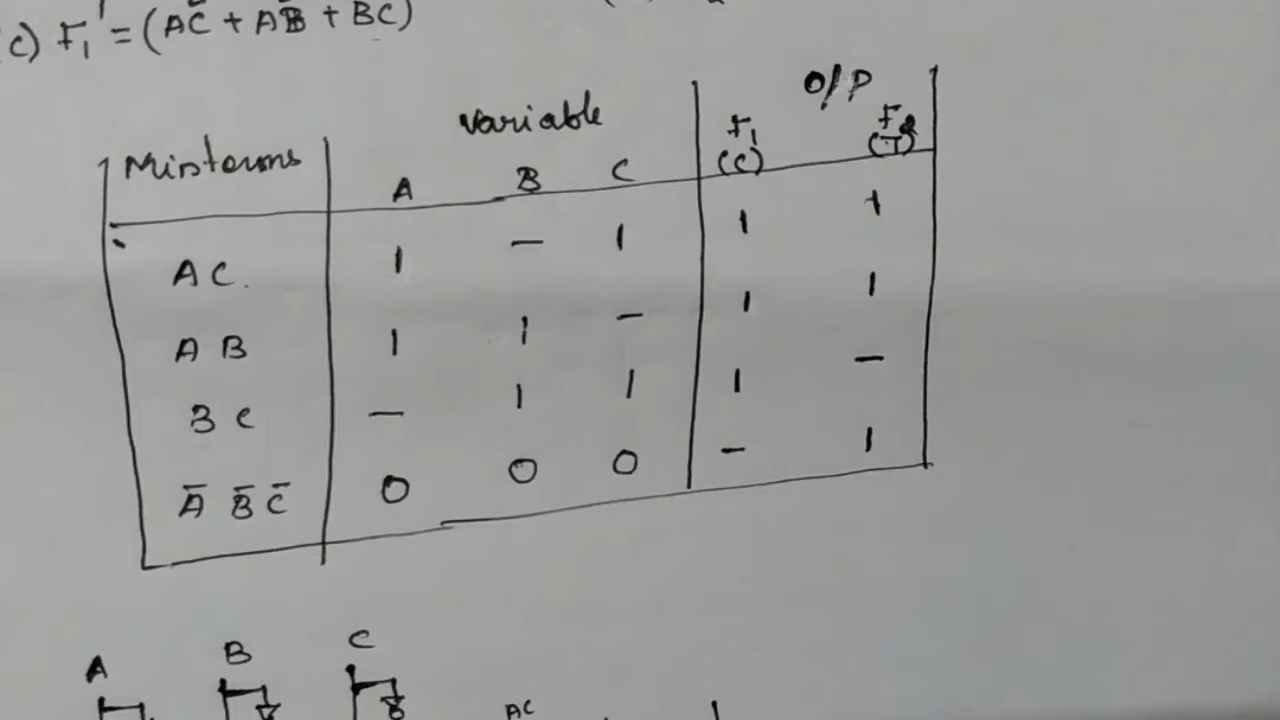 C) F₁' = (AC + AB + BC)
variable O/P
Minterms A B C F₁ (C) F₂ (T)
AC. 1 – 1 1 1
AB 1 1 – 1 1
BC – 1 1 1 –
A̅ B̅ C̅ 0 0 0 – 1
A B C
AC